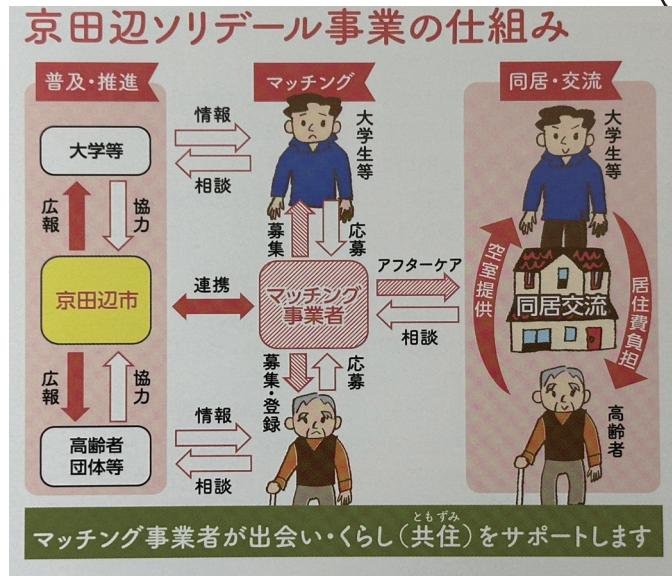 京田辺ソリデール事業の仕組み
普及・推進
マッチング
同居・交流
大学等
情報
相談
大学生等
大学生等
広報
協力
募集
応募
空室提供
居住費負担
京田辺市
連携
マッチング
事業者
アフターケア
相談
同居交流
広報
協力
募集・登録
応募
高齢者
団体等
情報
相談
高齢者
ともずみ
マッチング事業者が出会い・くらし(共住)をサポートします